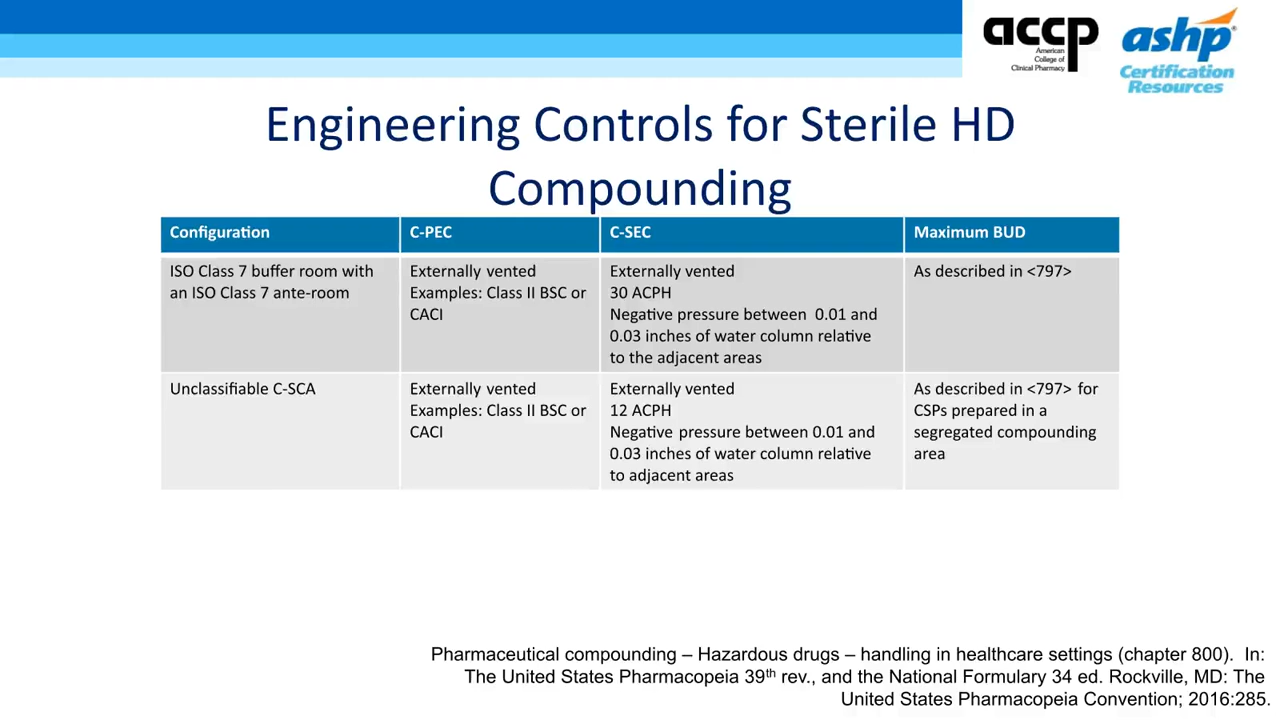 accp
American
College of
Clinical Pharmacy
ashp®
Certification
Resources
Engineering Controls for Sterile HD
Compounding
Configuration
C-PEC
C-SEC
Maximum BUD
ISO Class 7 buffer room with
an ISO Class 7 ante-room
Externally vented
Examples: Class II BSC or
CACI
Externally vented
30 ACPH
Negative pressure between 0.01 and
0.03 inches of water column relative
to the adjacent areas
As described in <797>
Unclassifiable C-SCA
Externally vented
Examples: Class II BSC or
CACI
Externally vented
12 ACPH
Negative pressure between 0.01 and
0.03 inches of water column relative
to adjacent areas
As described in <797> for
CSPs prepared in a
segregated compounding
area
Pharmaceutical compounding – Hazardous drugs – handling in healthcare settings (chapter 800). In:
The United States Pharmacopeia 39th rev., and the National Formulary 34 ed. Rockville, MD: The
United States Pharmacopeia Convention; 2016:285.